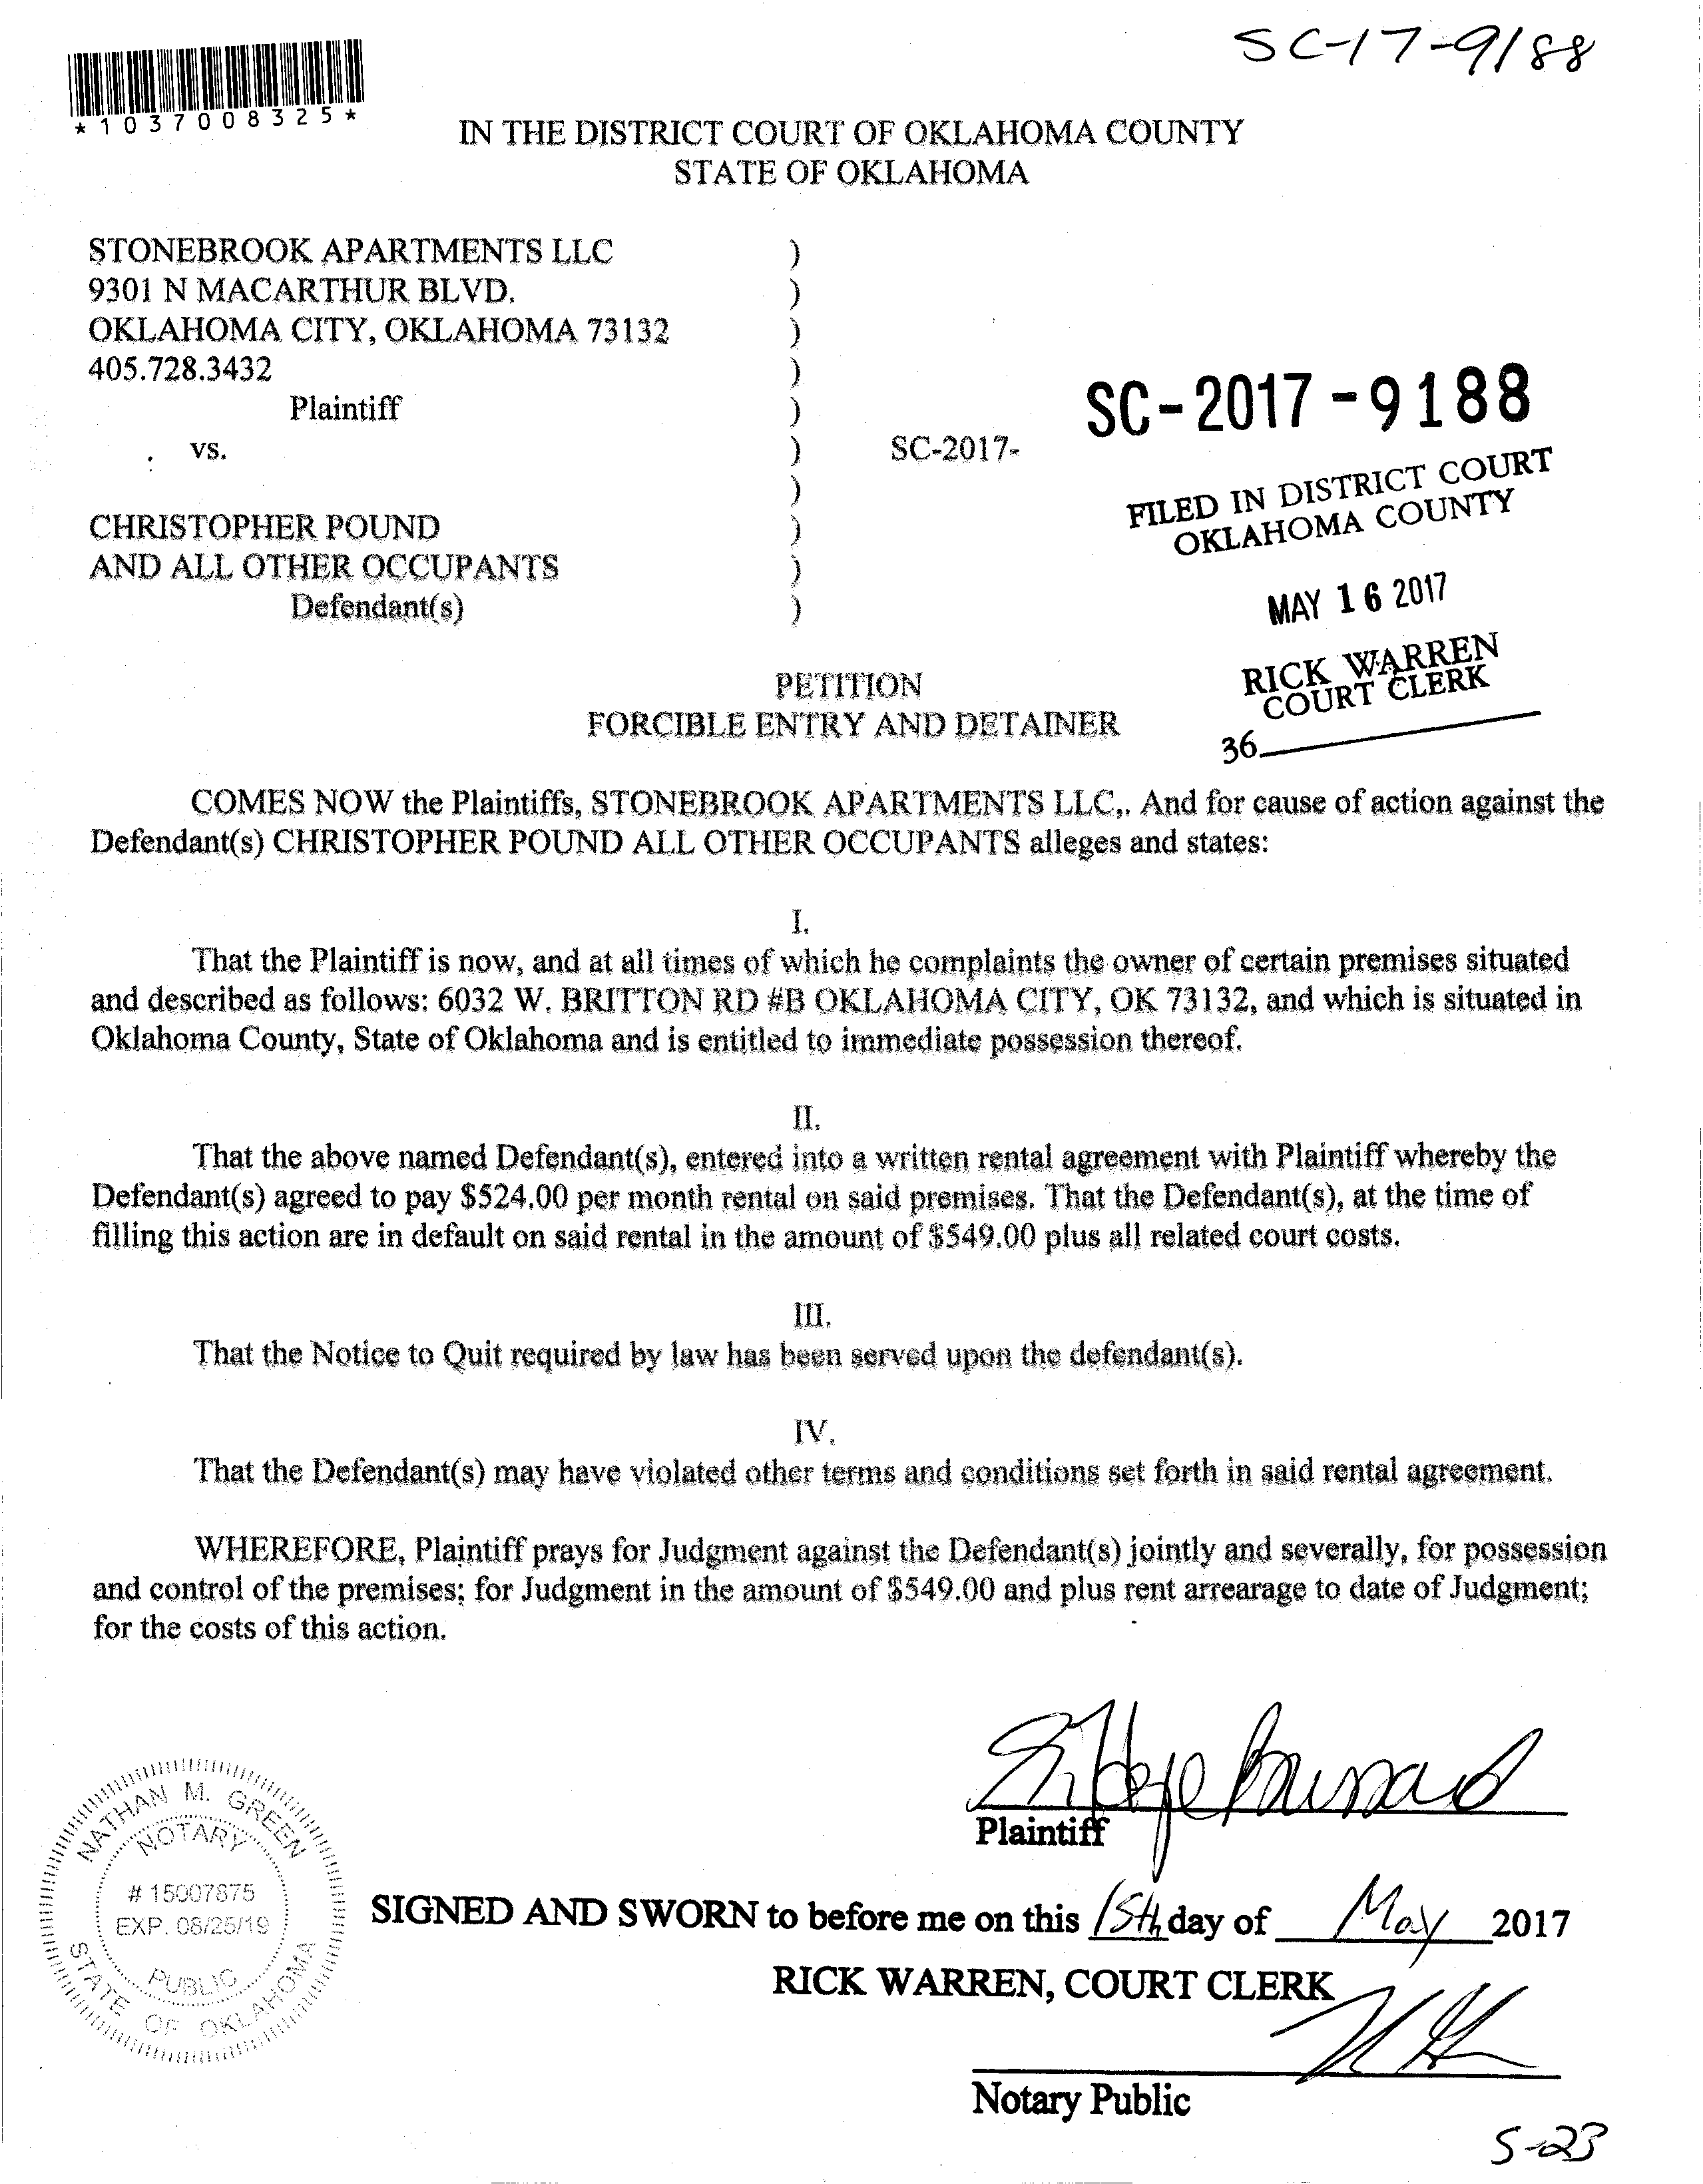 SC-17-9188
*1037008325*
IN THE DISTRICT COURT OF OKLAHOMA COUNTY
STATE OF OKLAHOMA
STONEBROOK APARTMENTS LLC )
9301 N MACARTHUR BLVD. )
OKLAHOMA CITY, OKLAHOMA 73132 )
405.728.3432 )
Plaintiff )
vs. ) SC-2017- SC-2017-9188
)
CHRISTOPHER POUND )
AND ALL OTHER OCCUPANTS )
Defendant(s) )
FILED IN DISTRICT COURT
OKLAHOMA COUNTY
MAY 16 2017
RICK WARREN
COURT CLERK
36
PETITION
FORCIBLE ENTRY AND DETAINER
COMES NOW the Plaintiffs, STONEBROOK APARTMENTS LLC,. And for cause of action against the
Defendant(s) CHRISTOPHER POUND ALL OTHER OCCUPANTS alleges and states:
I.
That the Plaintiff is now, and at all times of which he complaints the owner of certain premises situated
and described as follows: 6032 W. BRITTON RD #B OKLAHOMA CITY, OK 73132, and which is situated in
Oklahoma County, State of Oklahoma and is entitled to immediate possession thereof.
II.
That the above named Defendant(s), entered into a written rental agreement with Plaintiff whereby the
Defendant(s) agreed to pay $524.00 per month rental on said premises. That the Defendant(s), at the time of
filling this action are in default on said rental in the amount of $549.00 plus all related court costs.
III.
That the Notice to Quit required by law has been served upon the defendant(s).
IV.
That the Defendant(s) may have violated other terms and conditions set forth in said rental agreement.
WHEREFORE, Plaintiff prays for Judgment against the Defendant(s) jointly and severally, for possession
and control of the premises; for Judgment in the amount of $549.00 and plus rent arrearage to date of Judgment;
for the costs of this action.
Plaintiff
NATHAN M. GREEN
NOTARY
# 15007875
EXP. 08/25/19
PUBLIC
STATE OF OKLAHOMA
SIGNED AND SWORN to before me on this 15th day of May 2017
RICK WARREN, COURT CLERK
Notary Public
5-23